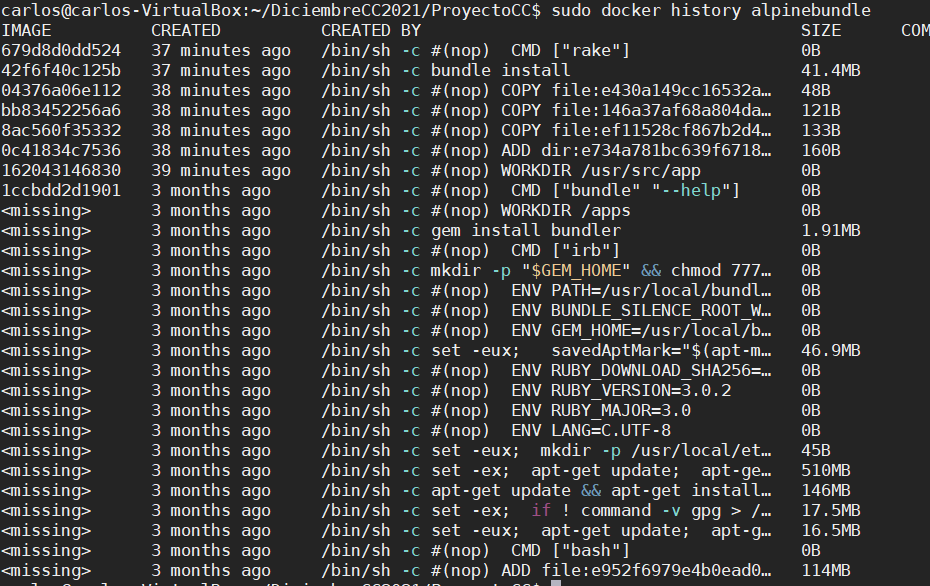 carlos@carlos-VirtualBox:~/DiciembreCC2021/ProyectoCC$ sudo docker history alpinebundle
IMAGE CREATED CREATED BY SIZE COM
679d8d0dd524 37 minutes ago /bin/sh -c #(nop) CMD ["rake"] 0B
42f6f40c125b 37 minutes ago /bin/sh -c bundle install 41.4MB
04376a06e112 38 minutes ago /bin/sh -c #(nop) COPY file:e430a149cc16532a… 48B
bb83452256a6 38 minutes ago /bin/sh -c #(nop) COPY file:146a37af68a804da… 121B
8ac560f35332 38 minutes ago /bin/sh -c #(nop) COPY file:ef11528cf867b2d4… 133B
0c41834c7536 38 minutes ago /bin/sh -c #(nop) ADD dir:e734a781bc639f6718… 160B
162043146830 39 minutes ago /bin/sh -c #(nop) WORKDIR /usr/src/app 0B
1ccbdd2d1901 3 months ago /bin/sh -c #(nop) CMD ["bundle" "--help"] 0B
<missing> 3 months ago /bin/sh -c #(nop) WORKDIR /apps 0B
<missing> 3 months ago /bin/sh -c gem install bundler 1.91MB
<missing> 3 months ago /bin/sh -c #(nop) CMD ["irb"] 0B
<missing> 3 months ago /bin/sh -c mkdir -p "$GEM_HOME" && chmod 777… 0B
<missing> 3 months ago /bin/sh -c #(nop) ENV PATH=/usr/local/bundl… 0B
<missing> 3 months ago /bin/sh -c #(nop) ENV BUNDLE_SILENCE_ROOT_W… 0B
<missing> 3 months ago /bin/sh -c #(nop) ENV GEM_HOME=/usr/local/b… 0B
<missing> 3 months ago /bin/sh -c set -eux; savedAptMark="$(apt-m… 46.9MB
<missing> 3 months ago /bin/sh -c #(nop) ENV RUBY_DOWNLOAD_SHA256=… 0B
<missing> 3 months ago /bin/sh -c #(nop) ENV RUBY_VERSION=3.0.2 0B
<missing> 3 months ago /bin/sh -c #(nop) ENV RUBY_MAJOR=3.0 0B
<missing> 3 months ago /bin/sh -c #(nop) ENV LANG=C.UTF-8 0B
<missing> 3 months ago /bin/sh -c set -eux; mkdir -p /usr/local/et… 45B
<missing> 3 months ago /bin/sh -c set -ex; apt-get update; apt-ge… 510MB
<missing> 3 months ago /bin/sh -c apt-get update && apt-get install… 146MB
<missing> 3 months ago /bin/sh -c set -ex; if ! command -v gpg > /… 17.5MB
<missing> 3 months ago /bin/sh -c set -eux; apt-get update; apt-g… 16.5MB
<missing> 3 months ago /bin/sh -c #(nop) CMD ["bash"] 0B
<missing> 3 months ago /bin/sh -c #(nop) ADD file:e952f6979e4b0ead0… 114MB
carlos@carlos-VirtualBox:~/DiciembreCC2021/ProyectoCC$